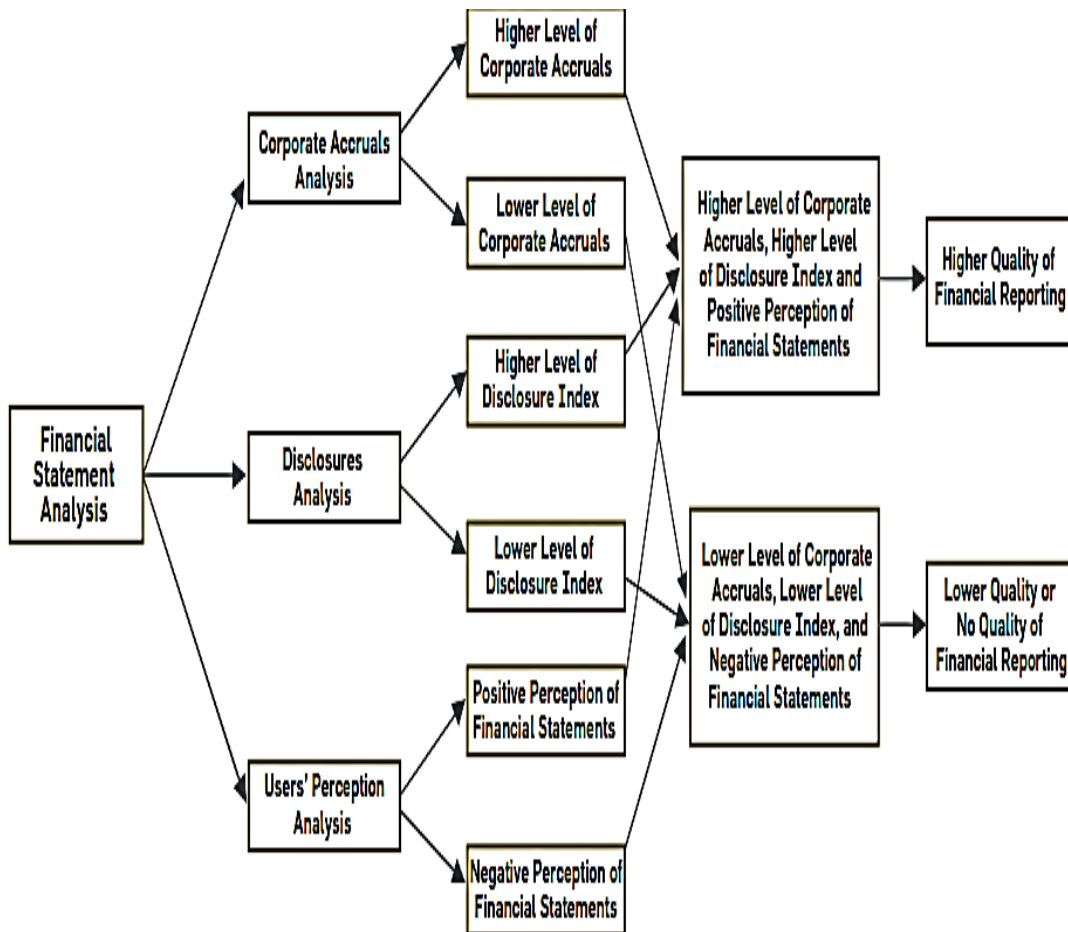 Financial
Statement
Analysis
Corporate Accruals
Analysis
Disclosures
Analysis
Users' Perception
Analysis
Higher Level of
Corporate Accruals
Lower Level of
Corporate Accruals
Higher Level of
Disclosure Index
Lower Level of
Disclosure Index
Positive Perception of
Financial Statements
Negative Perception of
Financial Statements
Higher Level of Corporate
Accruals, Higher Level
of Disclosure Index and
Positive Perception of
Financial Statements
Lower Level of Corporate
Accruals, Lower Level
of Disclosure Index, and
Negative Perception of
Financial Statements
Higher Quality of
Financial Reporting
Lower Quality or
No Quality of
Financial Reporting